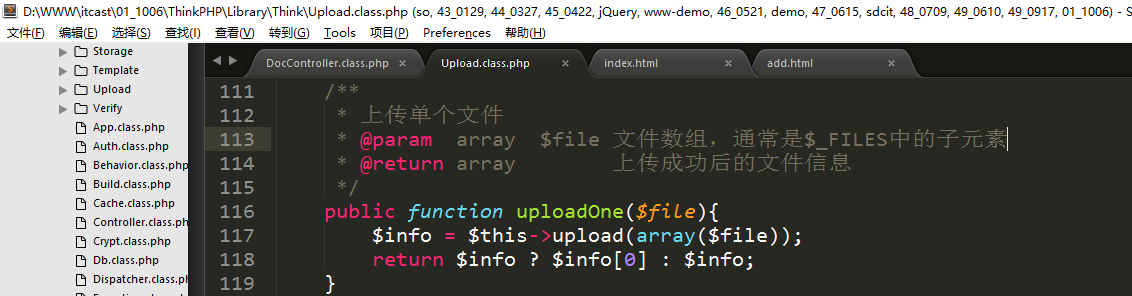 D:\WWW\itcast\01_1006\ThinkPHP\Library\Think\Upload.class.php (so, 43_0129, 44_0327, 45_0422, jQuery, www-demo, 46_0521, demo, 47_0615, sdcit, 48_0709, 49_0610, 49_0917, 01_1006) - S
文件(F) 编辑(E) 选择(S) 查找(I) 查看(V) 转到(G) Tools 项目(P) Preferences 帮助(H)
Storage
Template
Upload
Verify
App.class.php
Auth.class.php
Behavior.class.php
Build.class.php
Cache.class.php
Controller.class.ph
Crypt.class.php
Db.class.php
Dispatcher.class.ph
DocController.class.php × Upload.class.php × index.html × add.html ×
111 /**
112 * 上传单个文件
113 * @param array $file 文件数组，通常是$_FILES中的子元素
114 * @return array 上传成功后的文件信息
115 */
116 public function uploadOne($file){
117 $info = $this->upload(array($file));
118 return $info ? $info[0] : $info;
119 }